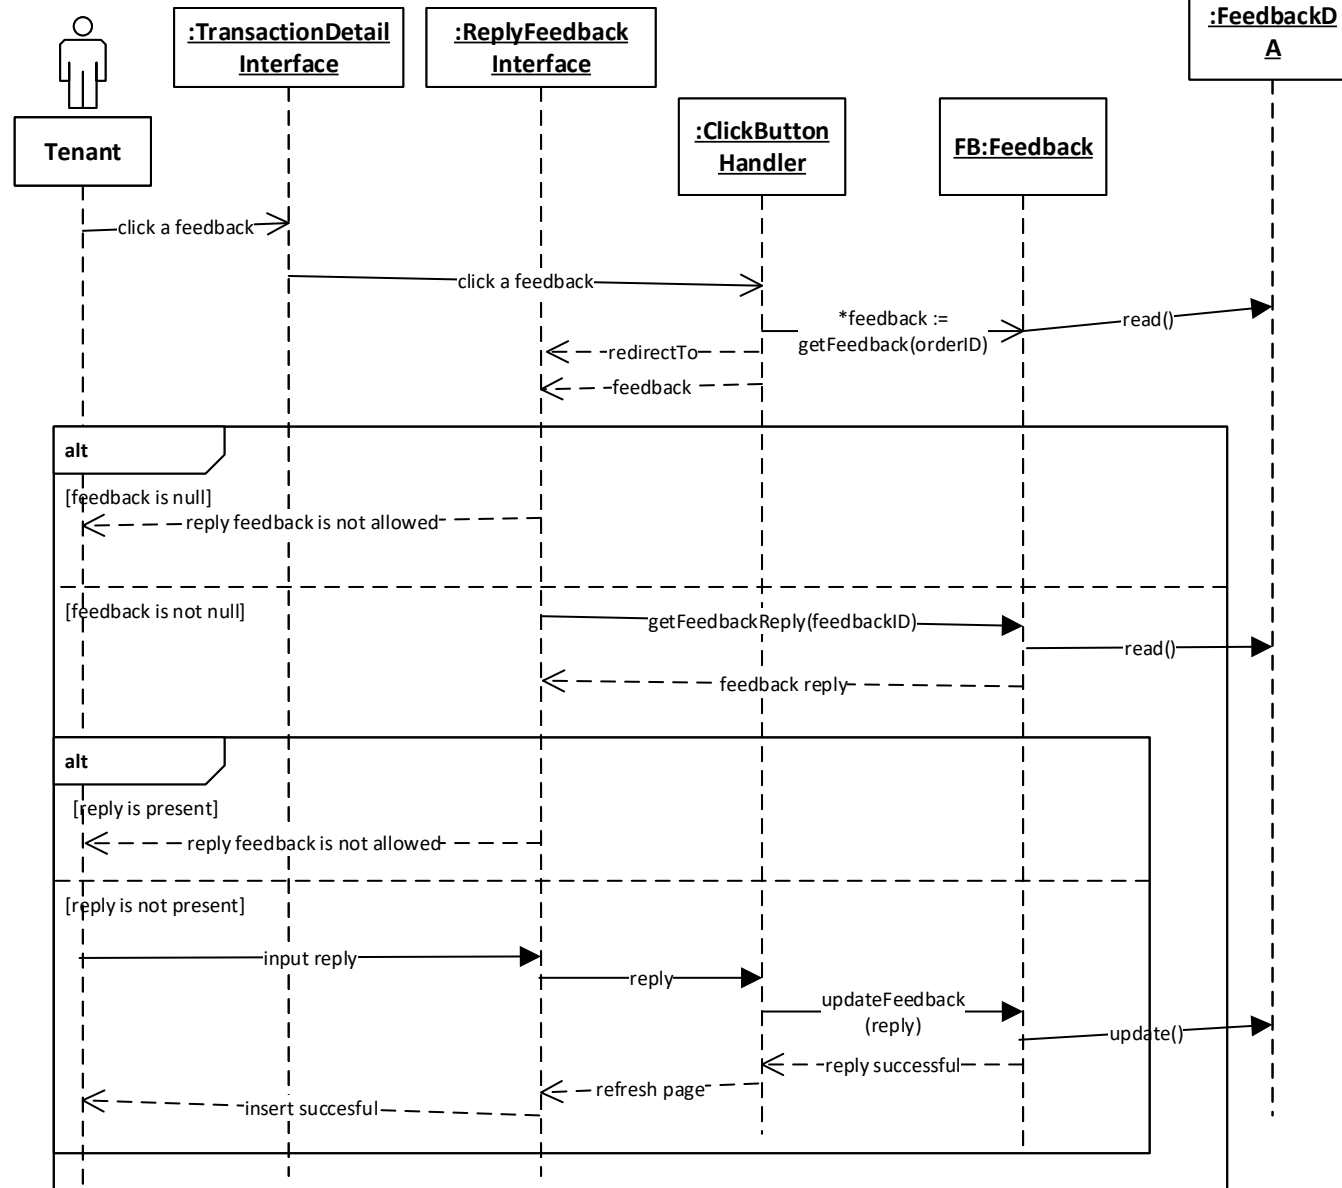 :TransactionDetail
Interface
:ReplyFeedback
Interface
:FeedbackD
A
Tenant
:ClickButton
Handler
FB:Feedback
click a feedback
click a feedback
*feedback :=
getFeedback(orderID)
read()
redirectTo
feedback
alt
[feedback is null]
reply feedback is not allowed
[feedback is not null]
getFeedbackReply(feedbackID)
read()
feedback reply
alt
[reply is present]
reply feedback is not allowed
[reply is not present]
input reply
reply
updateFeedback
(reply)
update()
reply successful
refresh page
insert succesful